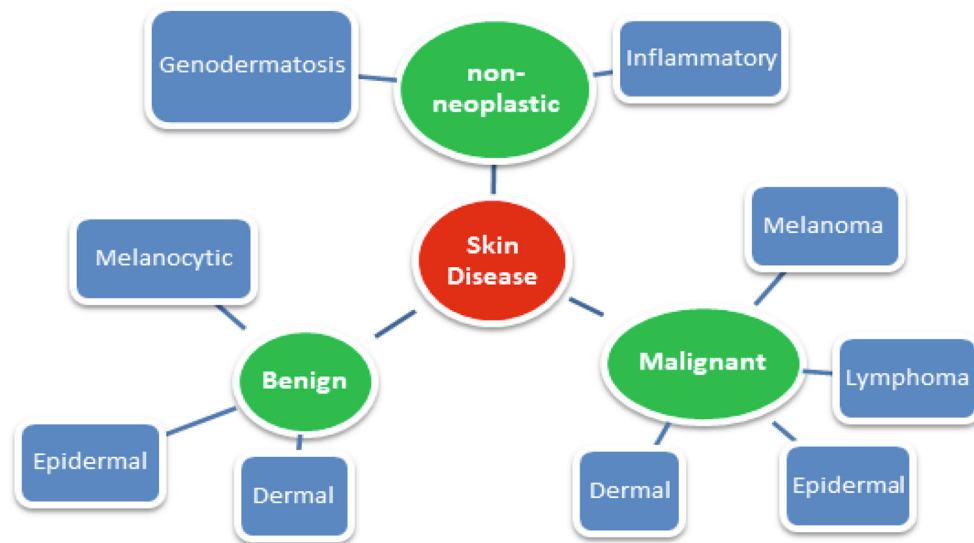 Genodermatosis
non-
neoplastic
Inflammatory
Skin
Disease
Melanocytic
Benign
Epidermal
Dermal
Melanoma
Malignant
Lymphoma
Dermal
Epidermal